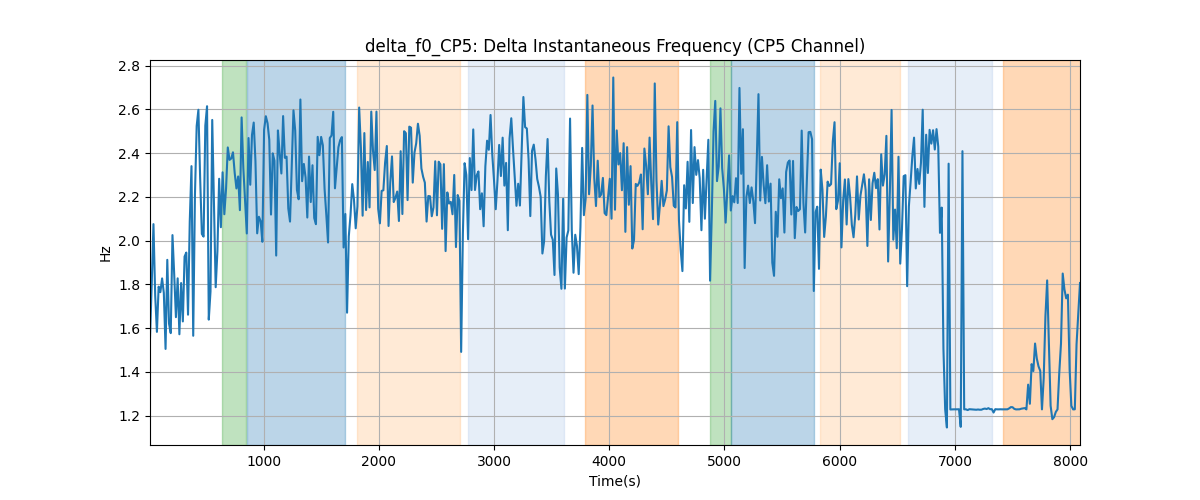 delta_f0_CP5: Delta Instantaneous Frequency (CP5 Channel)
2.8
2.6
2.4
2.2
2.0
1.8
1.6
1.4
1.2
Hz
1000 2000 3000 4000 5000 6000 7000 8000
Time(s)